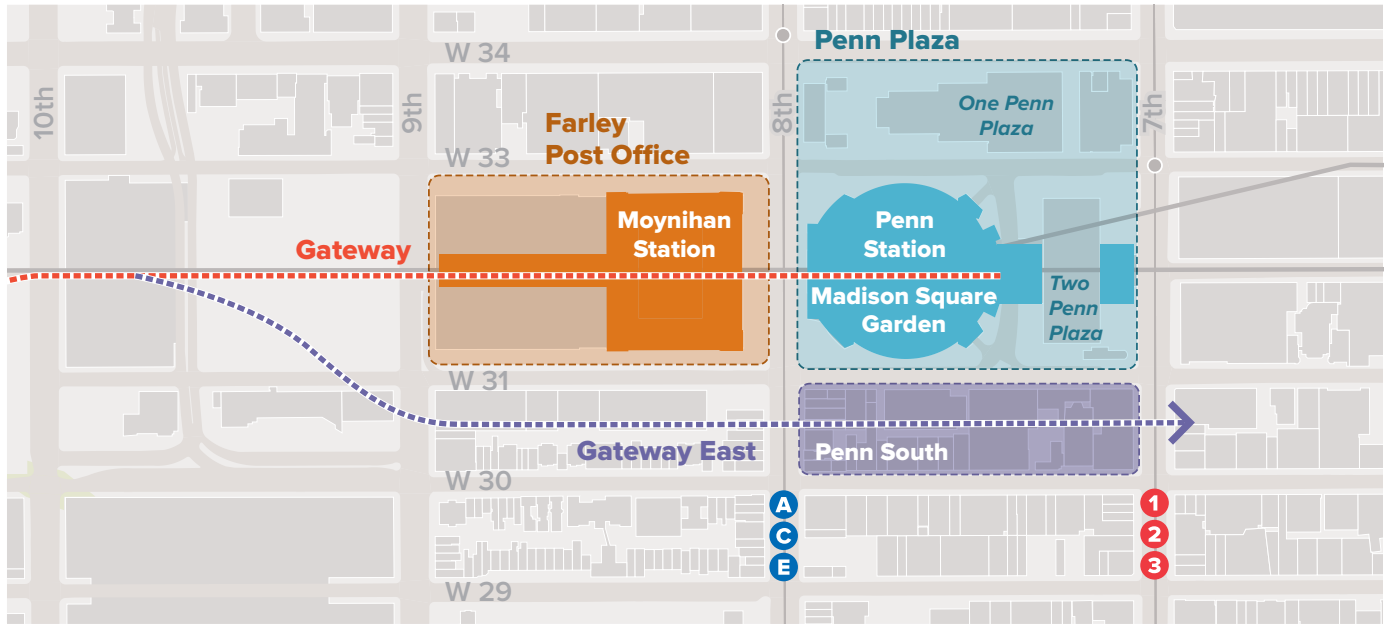 W 34
Penn Plaza
10th
9th
8th
7th
One Penn
Plaza
Farley
Post Office
W 33
Moynihan
Station
Penn
Station
Gateway
Madison Square
Garden
Two
Penn
Plaza
W 31
Gateway East
Penn South
W 30
A
C
E
1
2
3
W 29